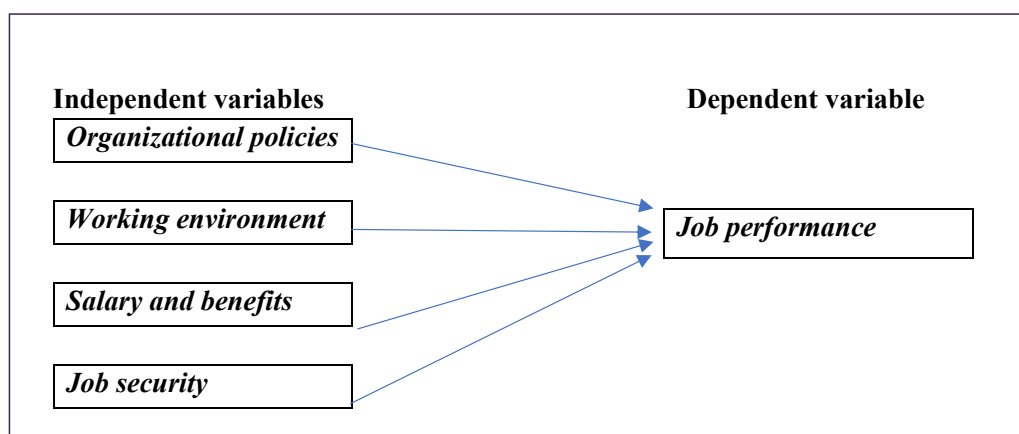 Independent variables
Dependent variable
Organizational policies
Working environment
Job performance
Salary and benefits
Job security